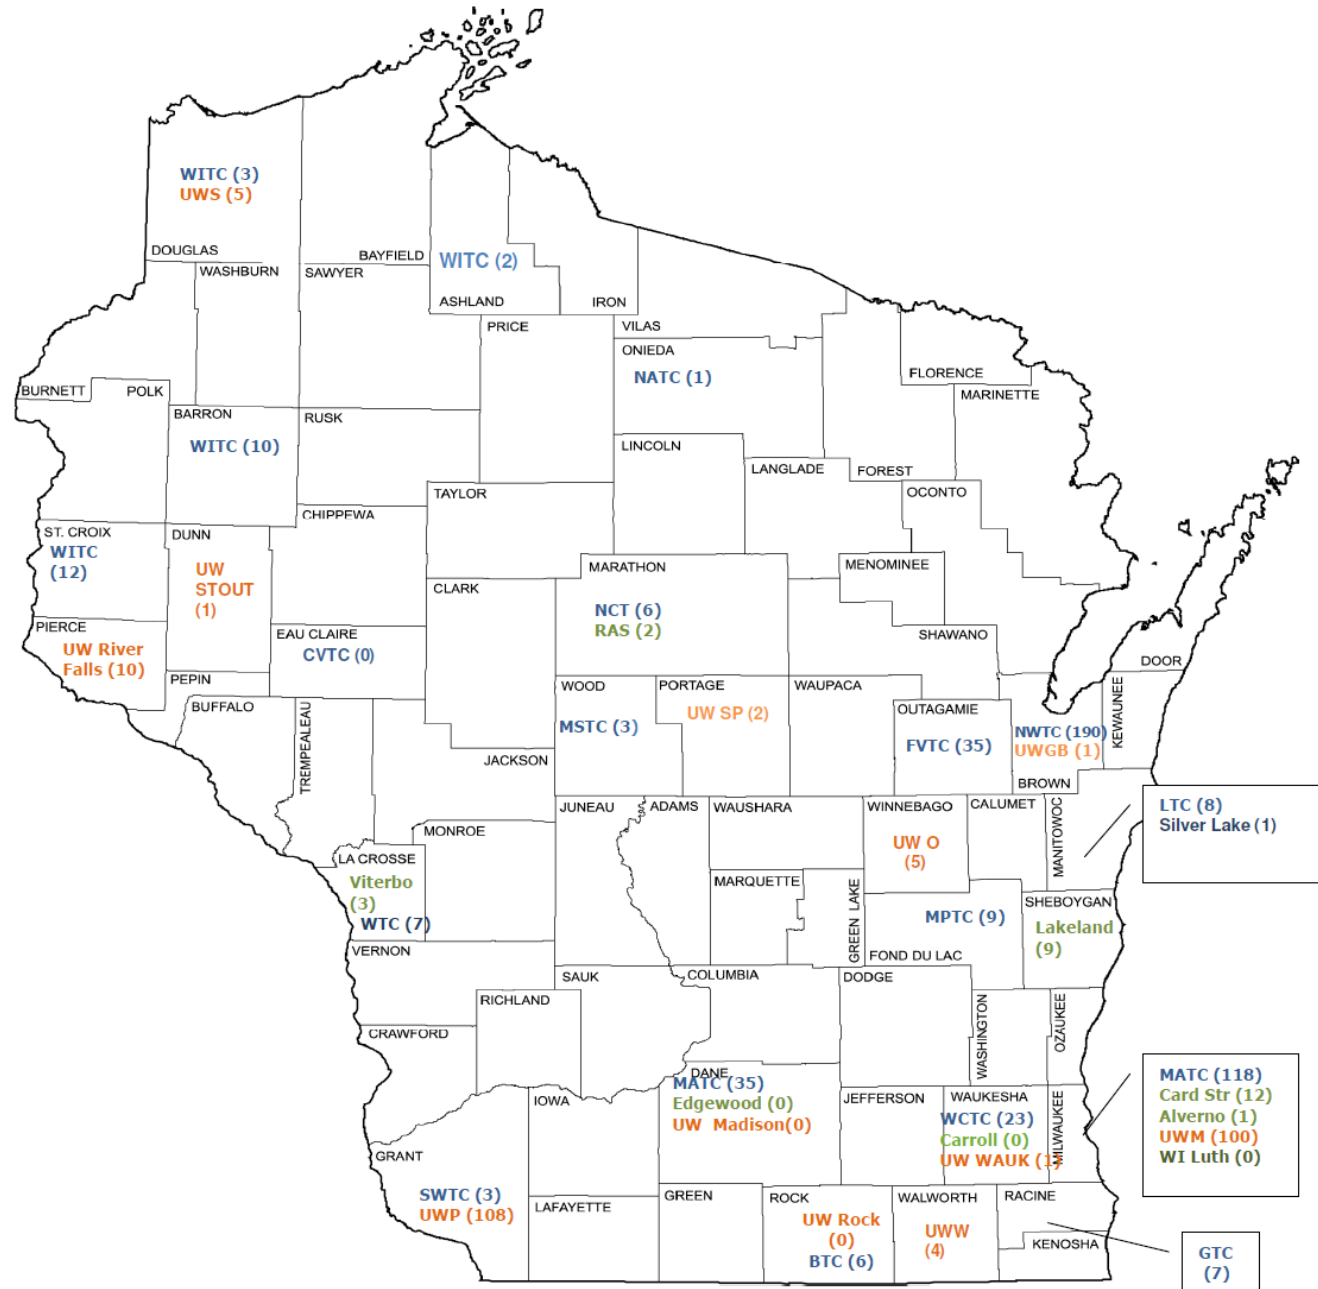 WITC (3)
UWS (5)
DOUGLAS
BAYFIELD
WITC (2)
WASHBURN
SAWYER
ASHLAND
IRON
PRICE
VILAS
ONIEDA
NATC (1)
FLORENCE
BURNETT
POLK
MARINETTE
BARRON
RUSK
WITC (10)
LINCOLN
LANGLADE
FOREST
TAYLOR
OCONTO
CHIPPEWA
ST. CROIX
WITC
(12)
DUNN
UW
STOUT
(1)
MARATHON
MENOMINEE
CLARK
NCT (6)
RAS (2)
PIERCE
UW River
Falls (10)
EAU CLAIRE
CVTC (0)
SHAWANO
DOOR
PEPIN
WOOD
PORTAGE
WAUPACA
BUFFALO
TREMPEALEAU
MSTC (3)
UW SP (2)
OUTAGAMIE
FVTC (35)
NWTC (190)
UWGB (1)
KEWAUNEE
JACKSON
BROWN
JUNEAU
ADAMS
WAUSHARA
WINNEBAGO
CALUMET
MANITOWOC
LTC (8)
Silver Lake (1)
MONROE
UW O
(5)
LA CROSSE
Viterbo
(3)
WTC (7)
MARQUETTE
GREEN LAKE
MPTC (9)
SHEBOYGAN
Lakeland
(9)
VERNON
FOND DU LAC
SAUK
COLUMBIA
DODGE
RICHLAND
WASHINGTON
OZAUKEE
CRAWFORD
DANE
MATC (35)
Edgewood (0)
UW Madison(0)
JEFFERSON
WAUKESHA
WCTC (23)
Carroll (0)
UW WAUK (1)
MILWAUKEE
MATC (118)
Card Str (12)
Alverno (1)
UWM (100)
WI Luth (0)
IOWA
GRANT
SWTC (3)
UWP (108)
LAFAYETTE
GREEN
ROCK
UW Rock
(0)
BTC (6)
WALWORTH
UWW
(4)
RACINE
KENOSHA
GTC
(7)